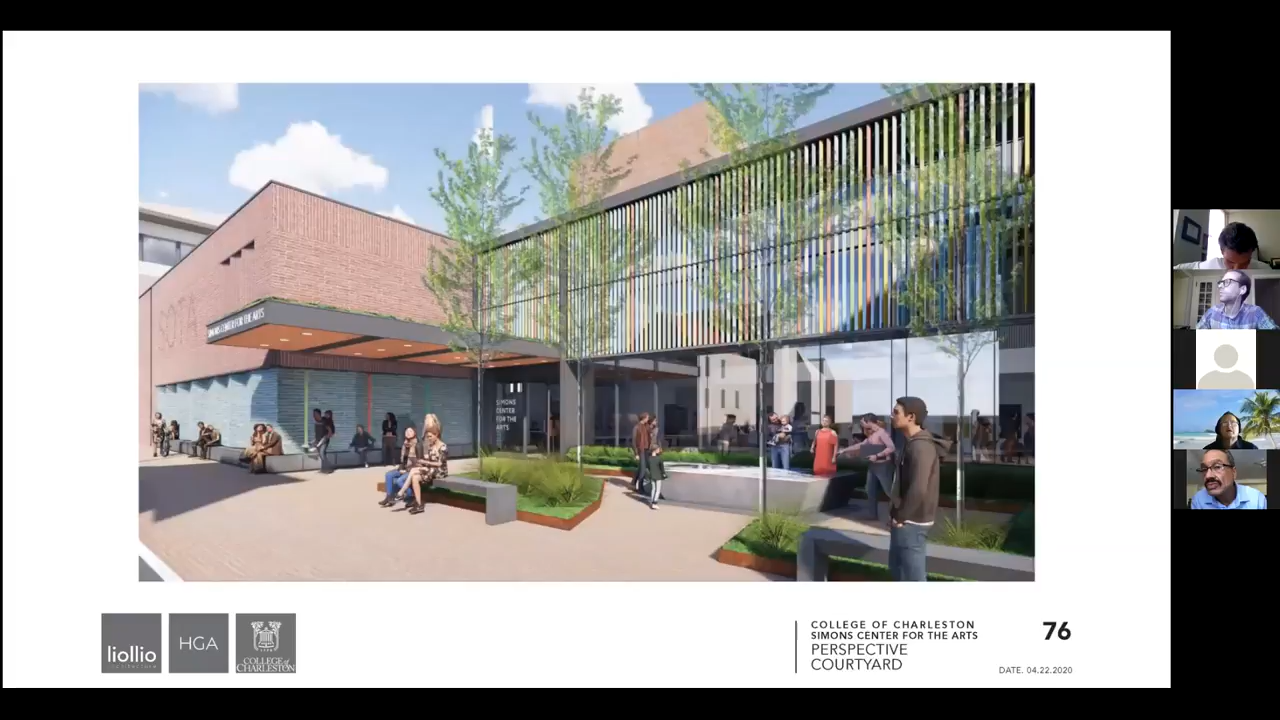 SIMONS CENTER FOR THE ARTS
SIMONS
CENTER
FOR THE
ARTS
liollio
architecture
HGA
COLLEGE of
CHARLESTON
COLLEGE OF CHARLESTON
SIMONS CENTER FOR THE ARTS
PERSPECTIVE
COURTYARD
76
DATE. 04.22.2020